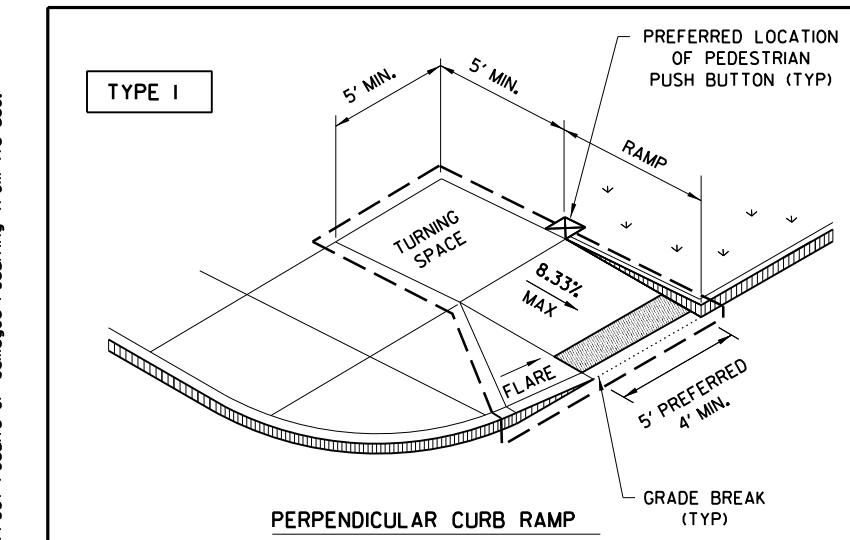 TYPE 1
5' MIN.
5' MIN.
PREFERRED LOCATION
OF PEDESTRIAN
PUSH BUTTON (TYP)
RAMP
TURNING
SPACE
8.33%
MAX
FLARE
5' PREFERRED
4' MIN.
GRADE BREAK
(TYP)
PERPENDICULAR CURB RAMP